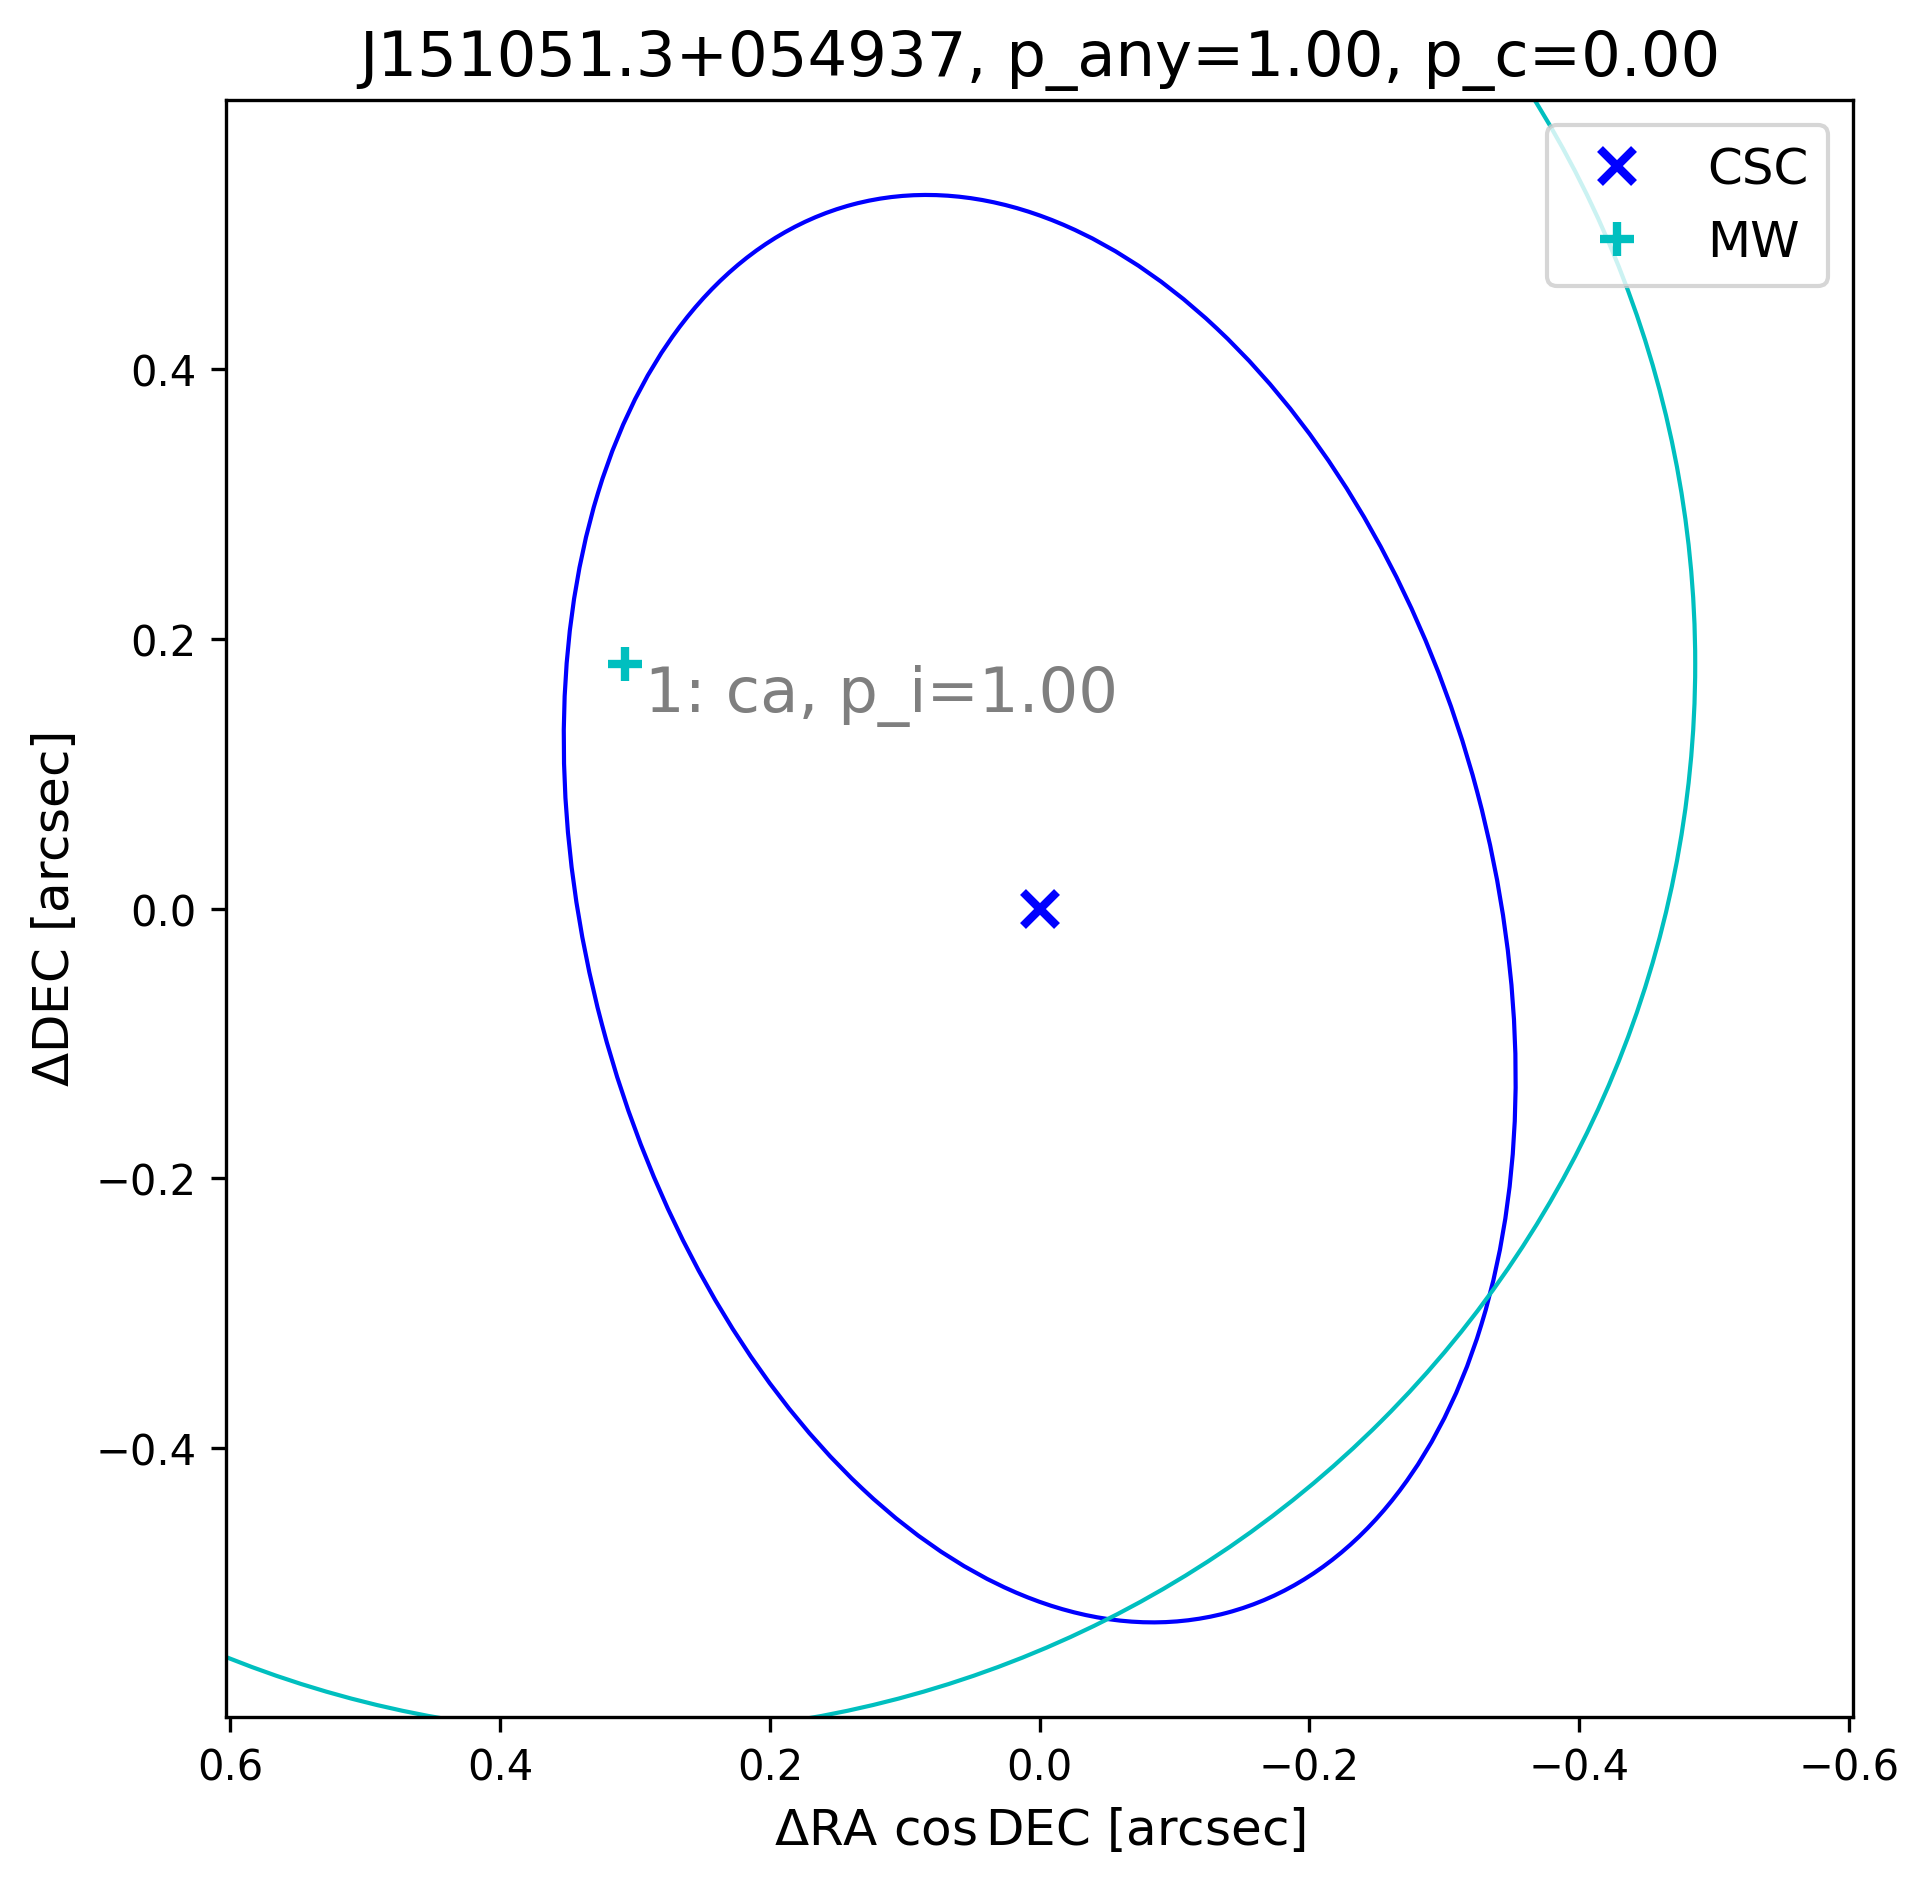 J151051.3+054937, p_any=1.00, p_c=0.00
CSC
MW
0.4
0.2
0.0
−0.2
−0.4
ΔDEC [arcsec]
1: ca, p_i=1.00
0.6 0.4 0.2 0.0 −0.2 −0.4 −0.6
ΔRA cos DEC [arcsec]